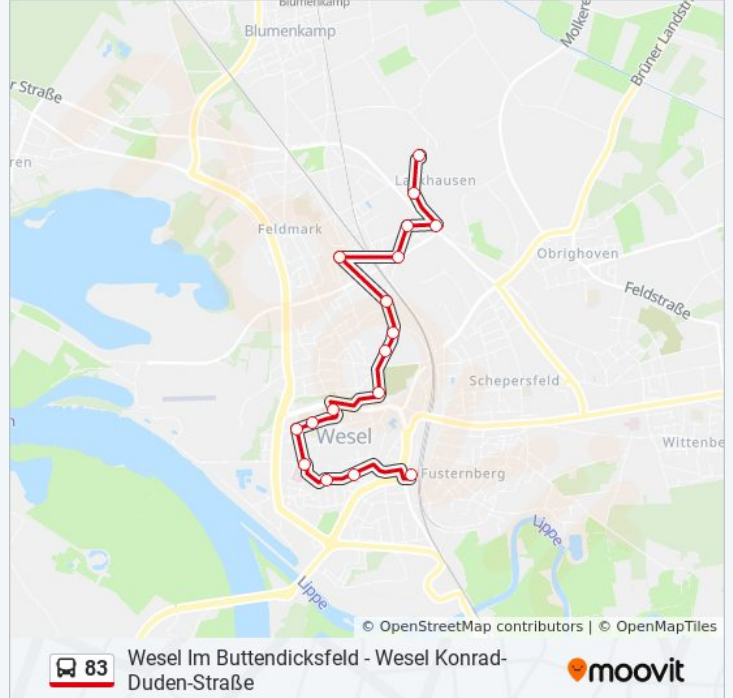 Blumenkamp
Blumenkamp
Brüner Landstr
r Straße
ren
Lackhausen
Feldmark
Obrighoven
Feldstraße
Schepersfeld
Wesel
Wittenbe
Fusternberg
Lippe
Lippe
© OpenStreetMap contributors | © OpenMapTiles
83
Wesel Im Buttendicksfeld - Wesel Konrad-
Duden-Straße
moovit